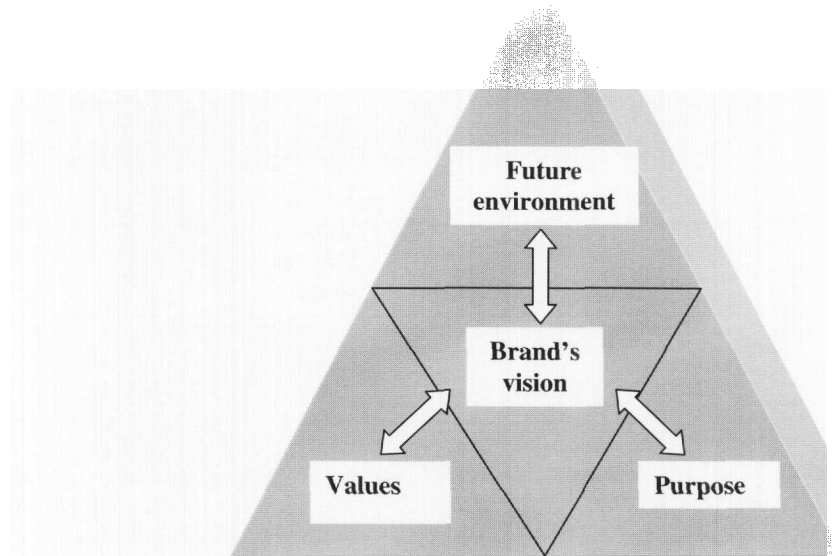 Future
environment
Brand's
vision
Values
Purpose